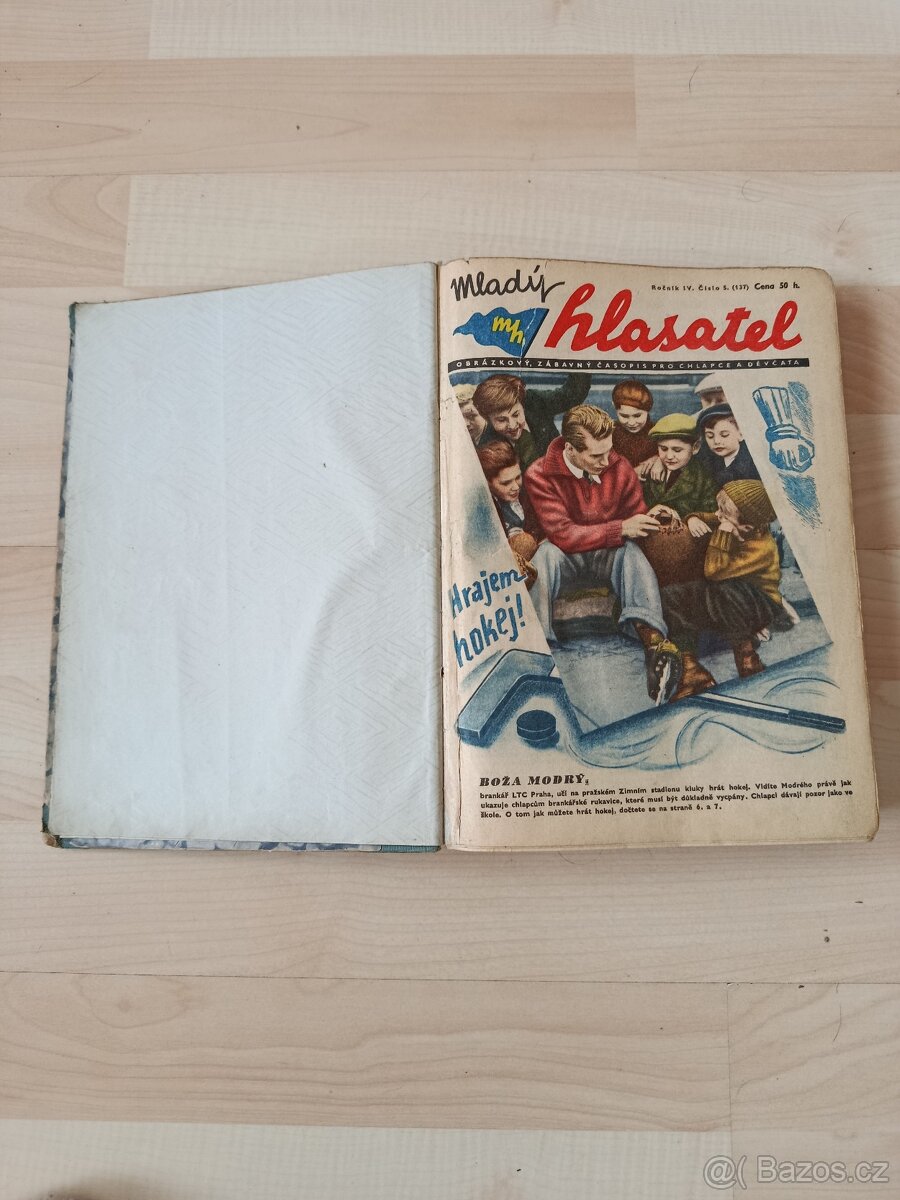 Mladý
Ročník IV. Číslo 5. (137) Cena 50 h.
mh
hlasatel
OBRÁZKOVÝ, ZÁBAVNÝ ČASOPIS PRO CHLAPCE A DĚVČATA
Hrajem
hokej!
BOŽA MODRÝ,
brankář LTC Praha, učí na pražském Zimním stadionu kluky hrát hokej. Vidíte Modrého právě jak
ukazuje chlapcům brankářské rukavice, které musí být důkladně vycpány. Chlapci dávají pozor jako ve
škole. O tom jak můžete hrát hokej, dočtete se na straně 6. a 7.
@ Bazos.cz